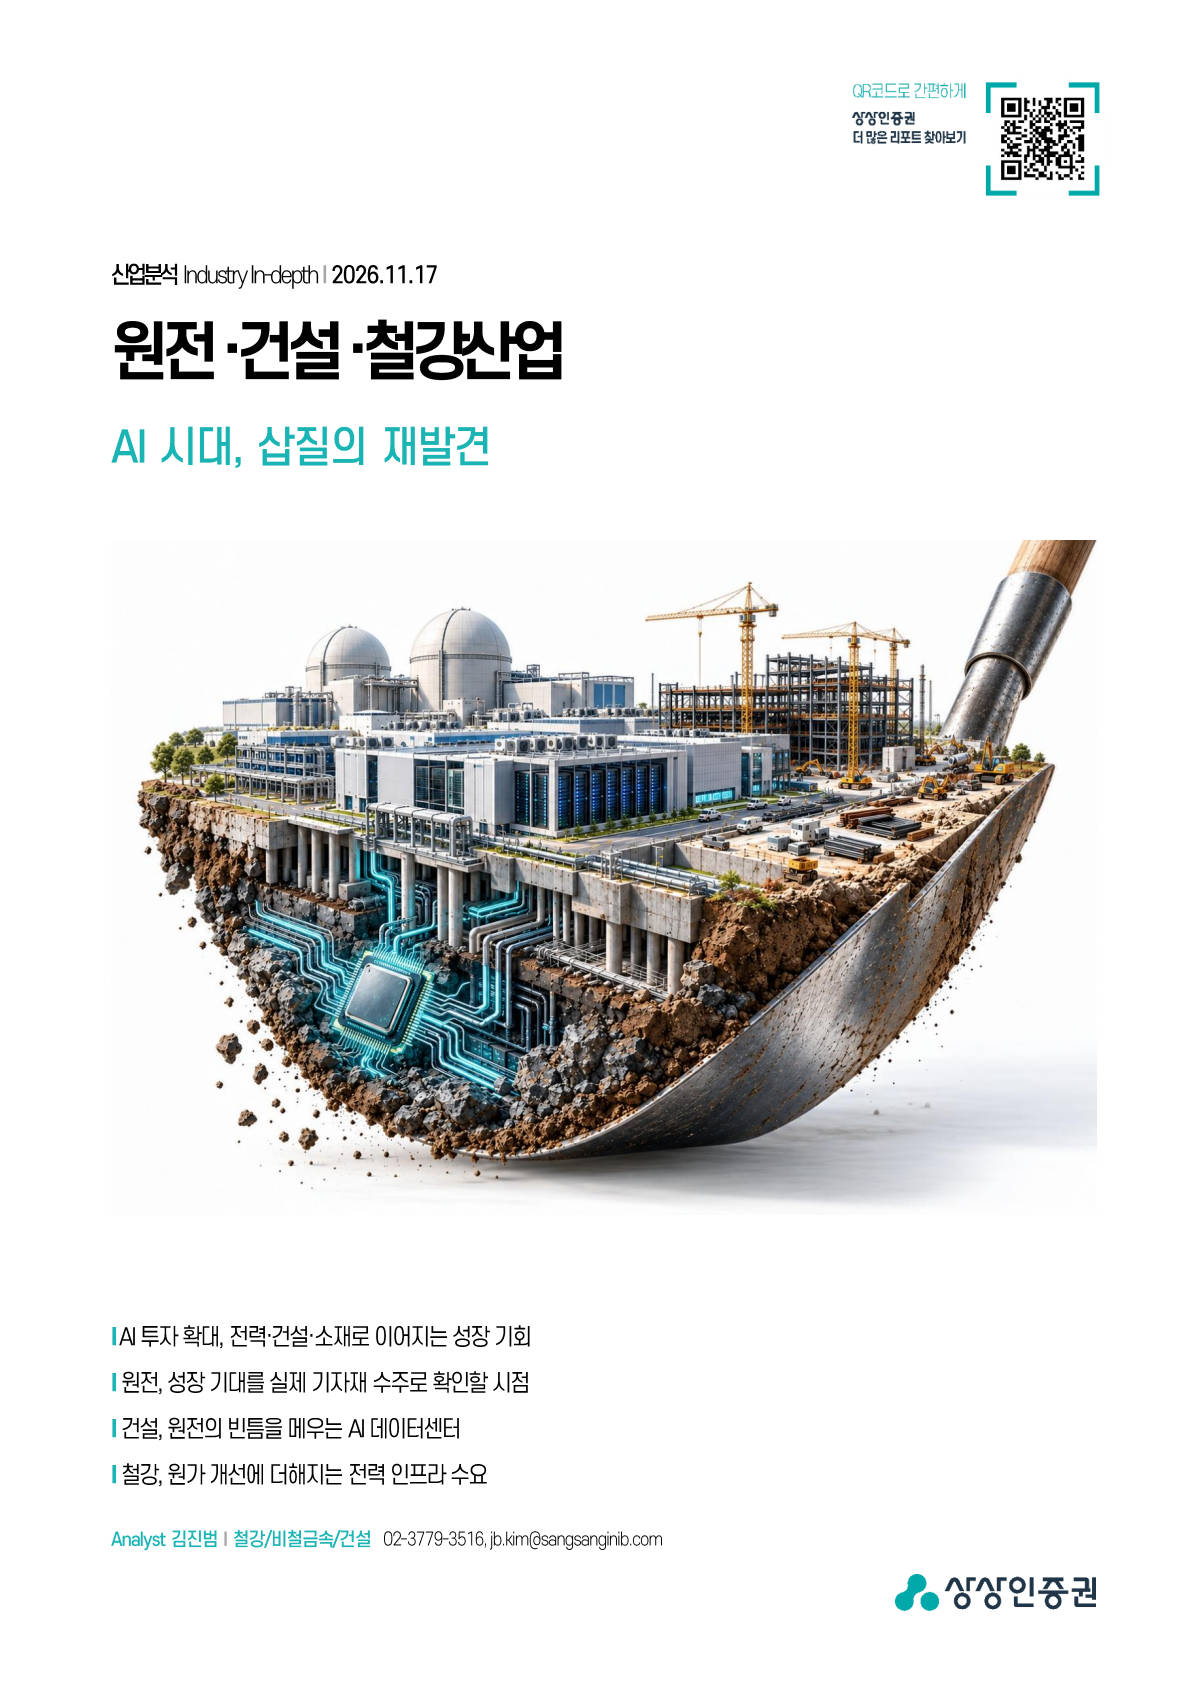 QR코드로 간편하게
상상인증권
더 많은 리포트 찾아보기
산업분석 Industry In-depth | 2026.11.17
원전·건설·철강산업
AI 시대, 삽질의 재발견
AI 투자 확대, 전력·건설·소재로 이어지는 성장 기회
원전, 성장 기대를 실제 기자재 수주로 확인할 시점
건설, 원전의 빈틈을 메우는 AI 데이터센터
철강, 원가 개선에 더해지는 전력 인프라 수요
Analyst 김진범 | 철강/비철금속/건설 02-3779-3516, jb.kim@sangsanginib.com
상상인증권